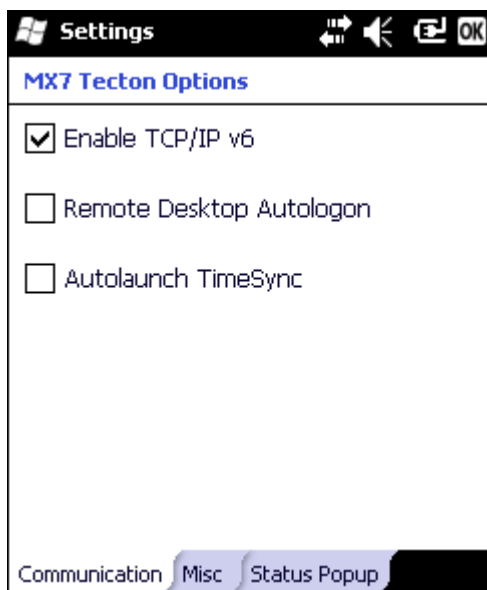 Settings
OK
MX7 Tecton Options
Enable TCP/IP v6
Remote Desktop Autologon
Autolaunch TimeSync
Communication Misc Status Popup